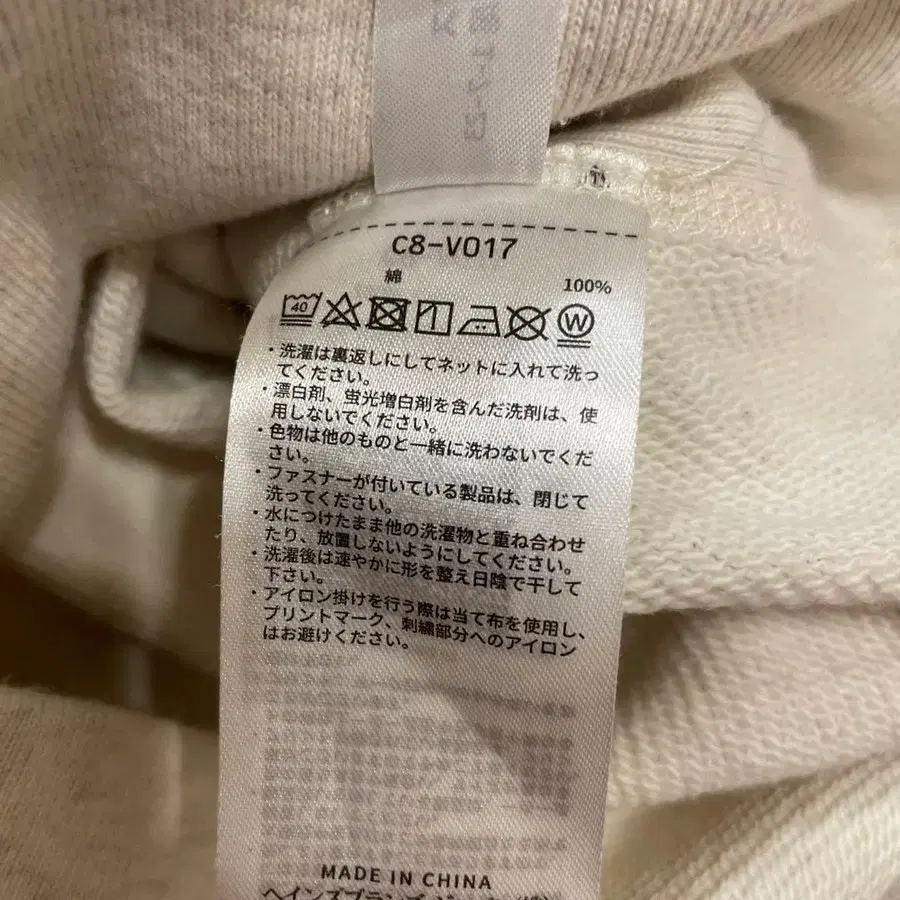 C8-V017
綿 100%
40 W
・洗濯は裏返しにしてネットに入れて洗っ
てください。
・漂白剤、蛍光増白剤を含んだ洗剤は、使
用しないでください。
・色物は他のものと一緒に洗わないでくだ
さい。
・ファスナーが付いている製品は、閉じて
洗ってください。
・水につけたまま他の洗濯物と重ね合わせ
たり、放置しないようにしてください。
・洗濯後は速やかに形を整え日陰で干して
下さい。
・アイロン掛けを行う際は当て布を使用し、
プリントマーク、刺繍部分へのアイロン
はお避けください。
MADE IN CHINA